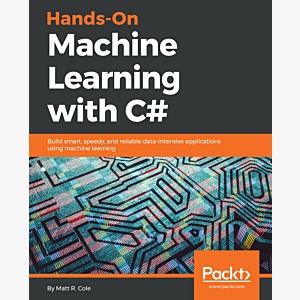 Hands-On
Machine
Learning
with C#
Build smart, speedy, and reliable data-intensive applications
using machine learning
By Matt R. Cole
Packt>
www.packt.com